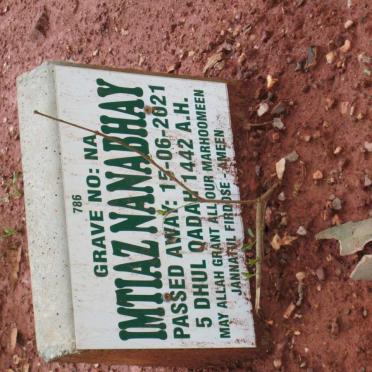 786
GRAVE NO: NA
IMTIAZ NANABHAY
PASSED AWAY: 15-06-2021
5 DHUL QADAH 1442 A.H.
MAY ALLAH GRANT ALL OUR MARHOOMEEN
JANNATUL FIRDOSE - AMEEN